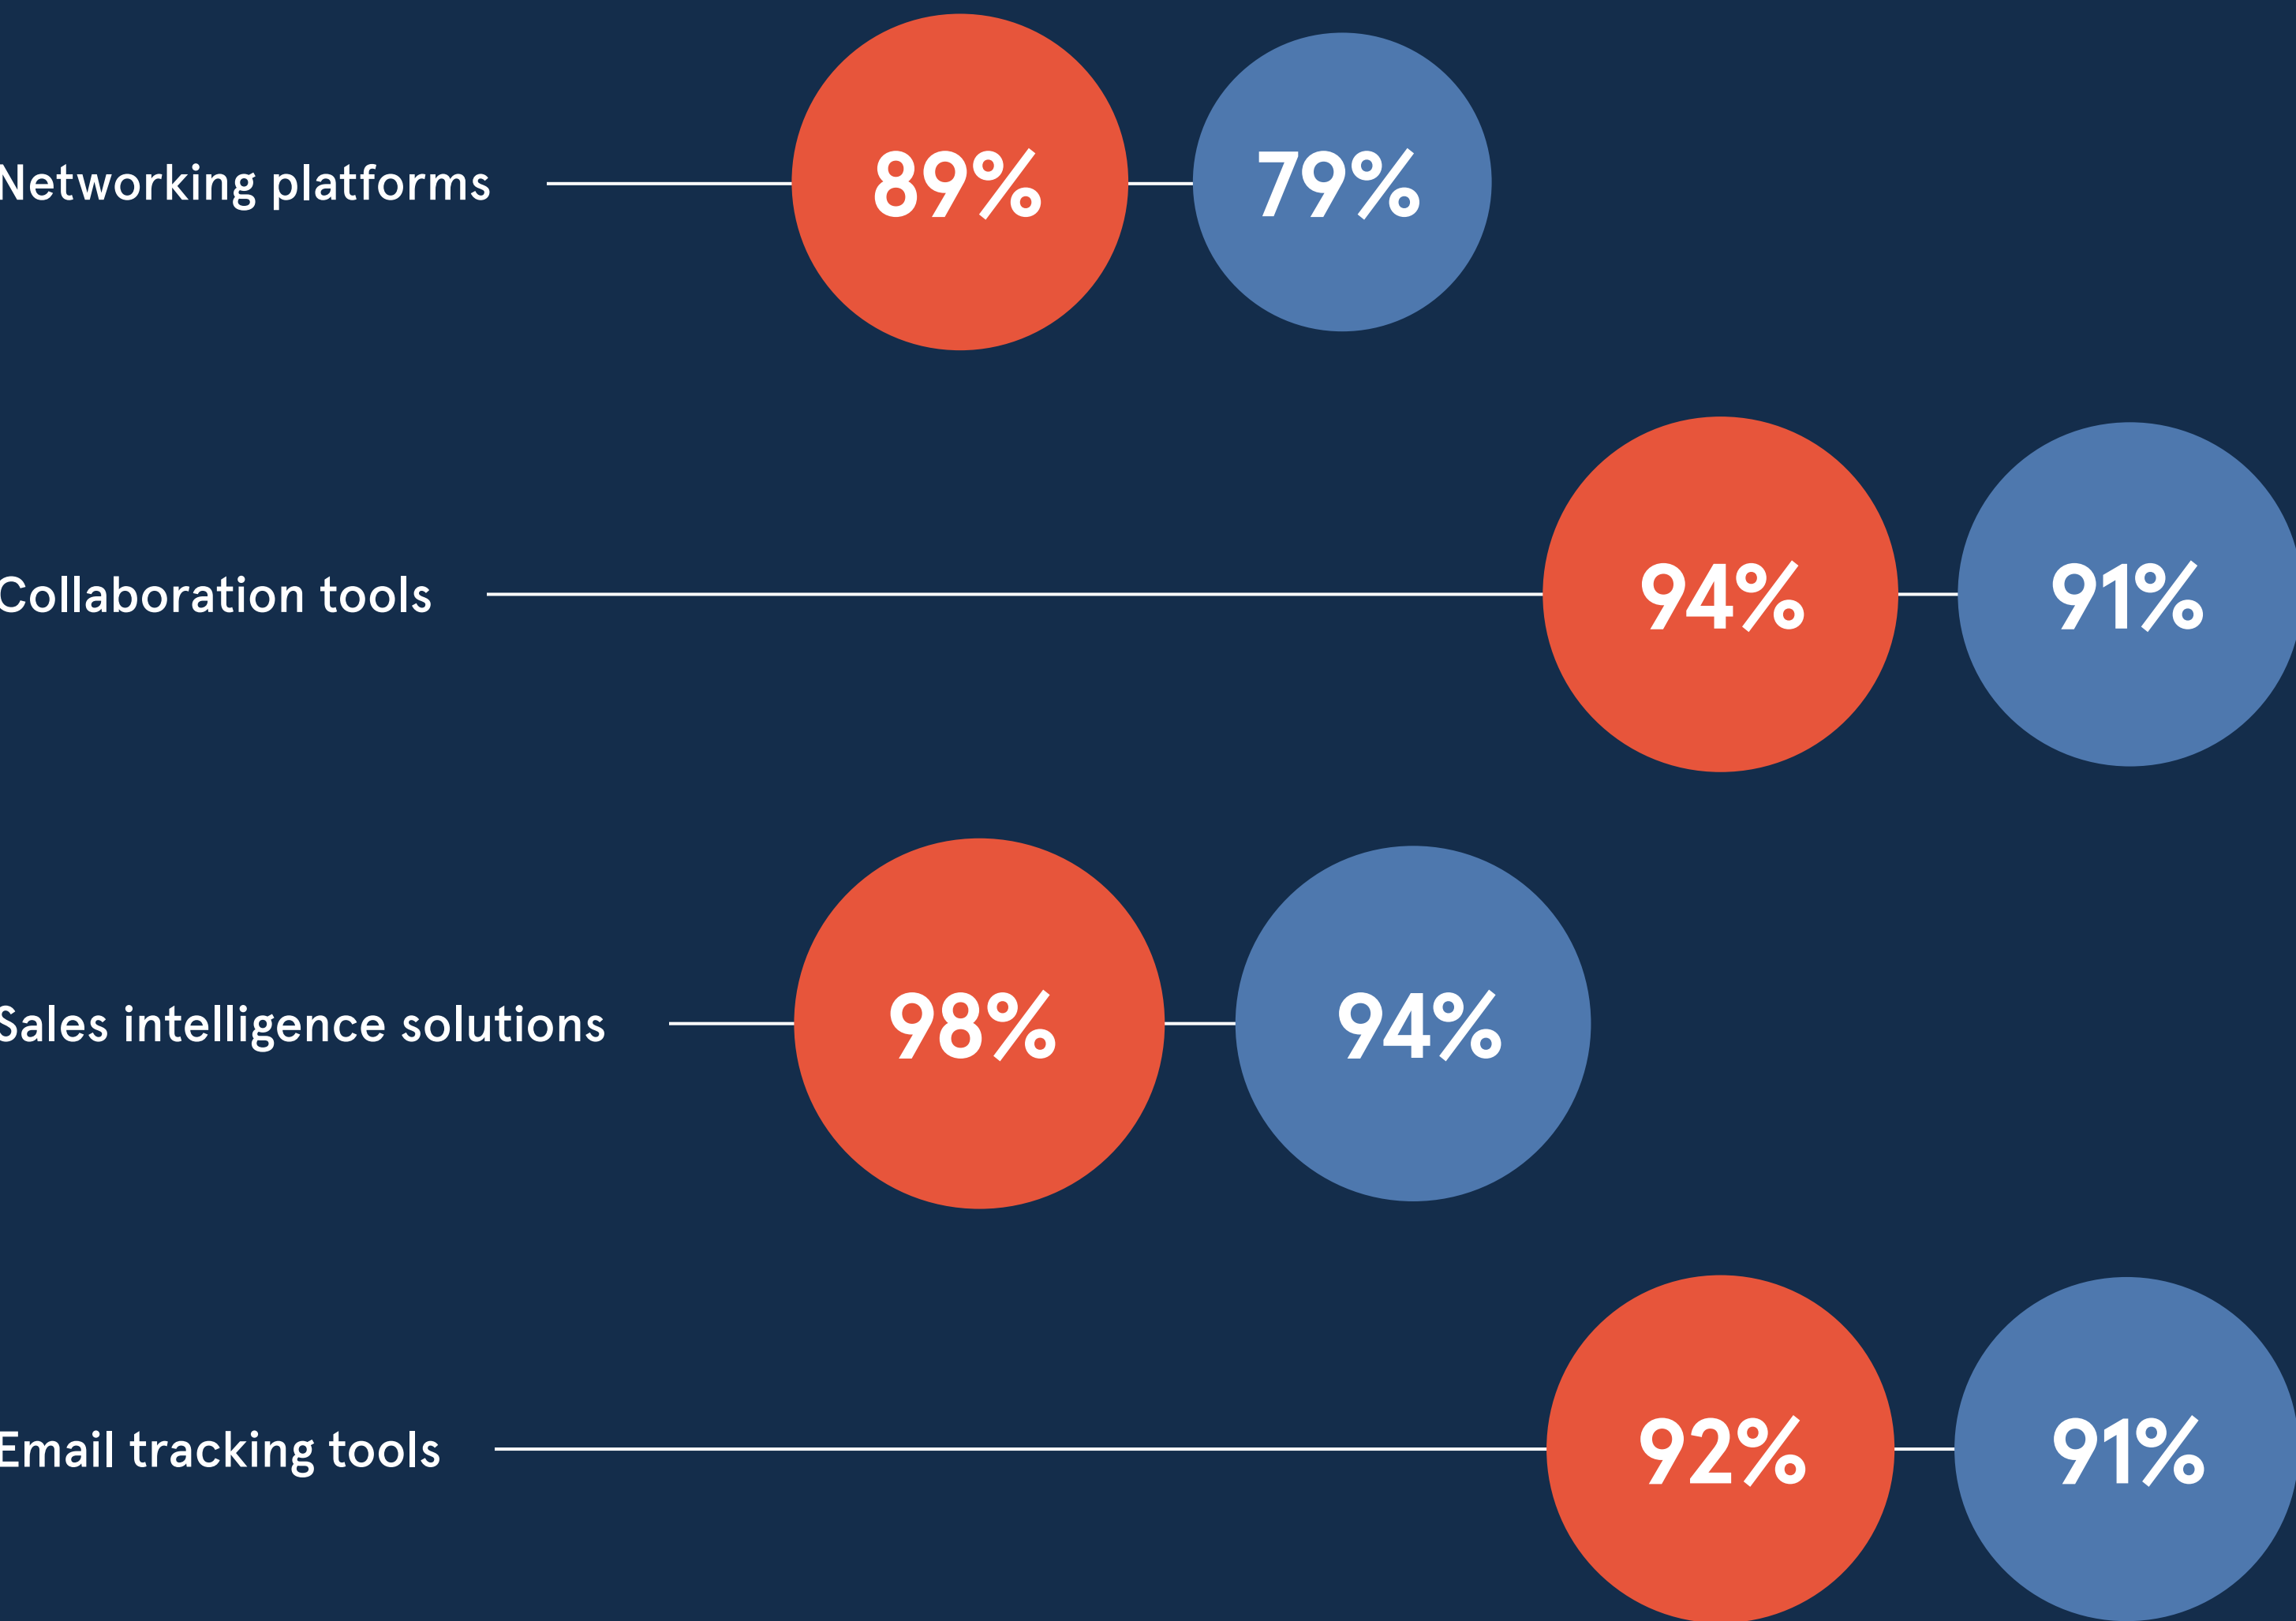 Networking platforms 89% 79%
Collaboration tools 94% 91%
Sales intelligence solutions 98% 94%
Email tracking tools 92% 91%